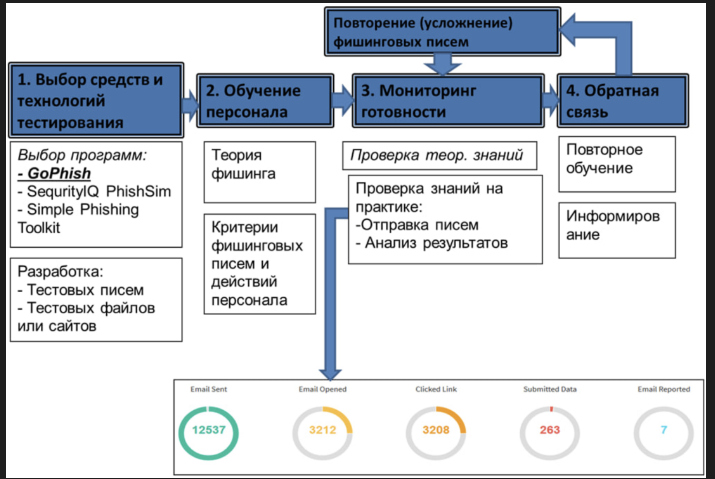 Повторение (усложнение)
фишинговых писем
1. Выбор средств и
технологий
тестирования
2. Обучение
персонала
3. Мониторинг
готовности
4. Обратная
связь
Выбор программ:
- GoPhish
- SequrityIQ PhishSim
- Simple Phishing
Toolkit
Разработка:
- Тестовых писем
- Тестовых файлов
или сайтов
Теория
фишинга
Критерии
фишинговых
писем и
действий
персонала
Проверка теор. знаний
Проверка знаний на
практике:
-Отправка писем
- Анализ результатов
Повторное
обучение
Информиров
ание
Email Sent
12537
Email Opened
3212
Clicked Link
3208
Submitted Data
263
Email Reported
7